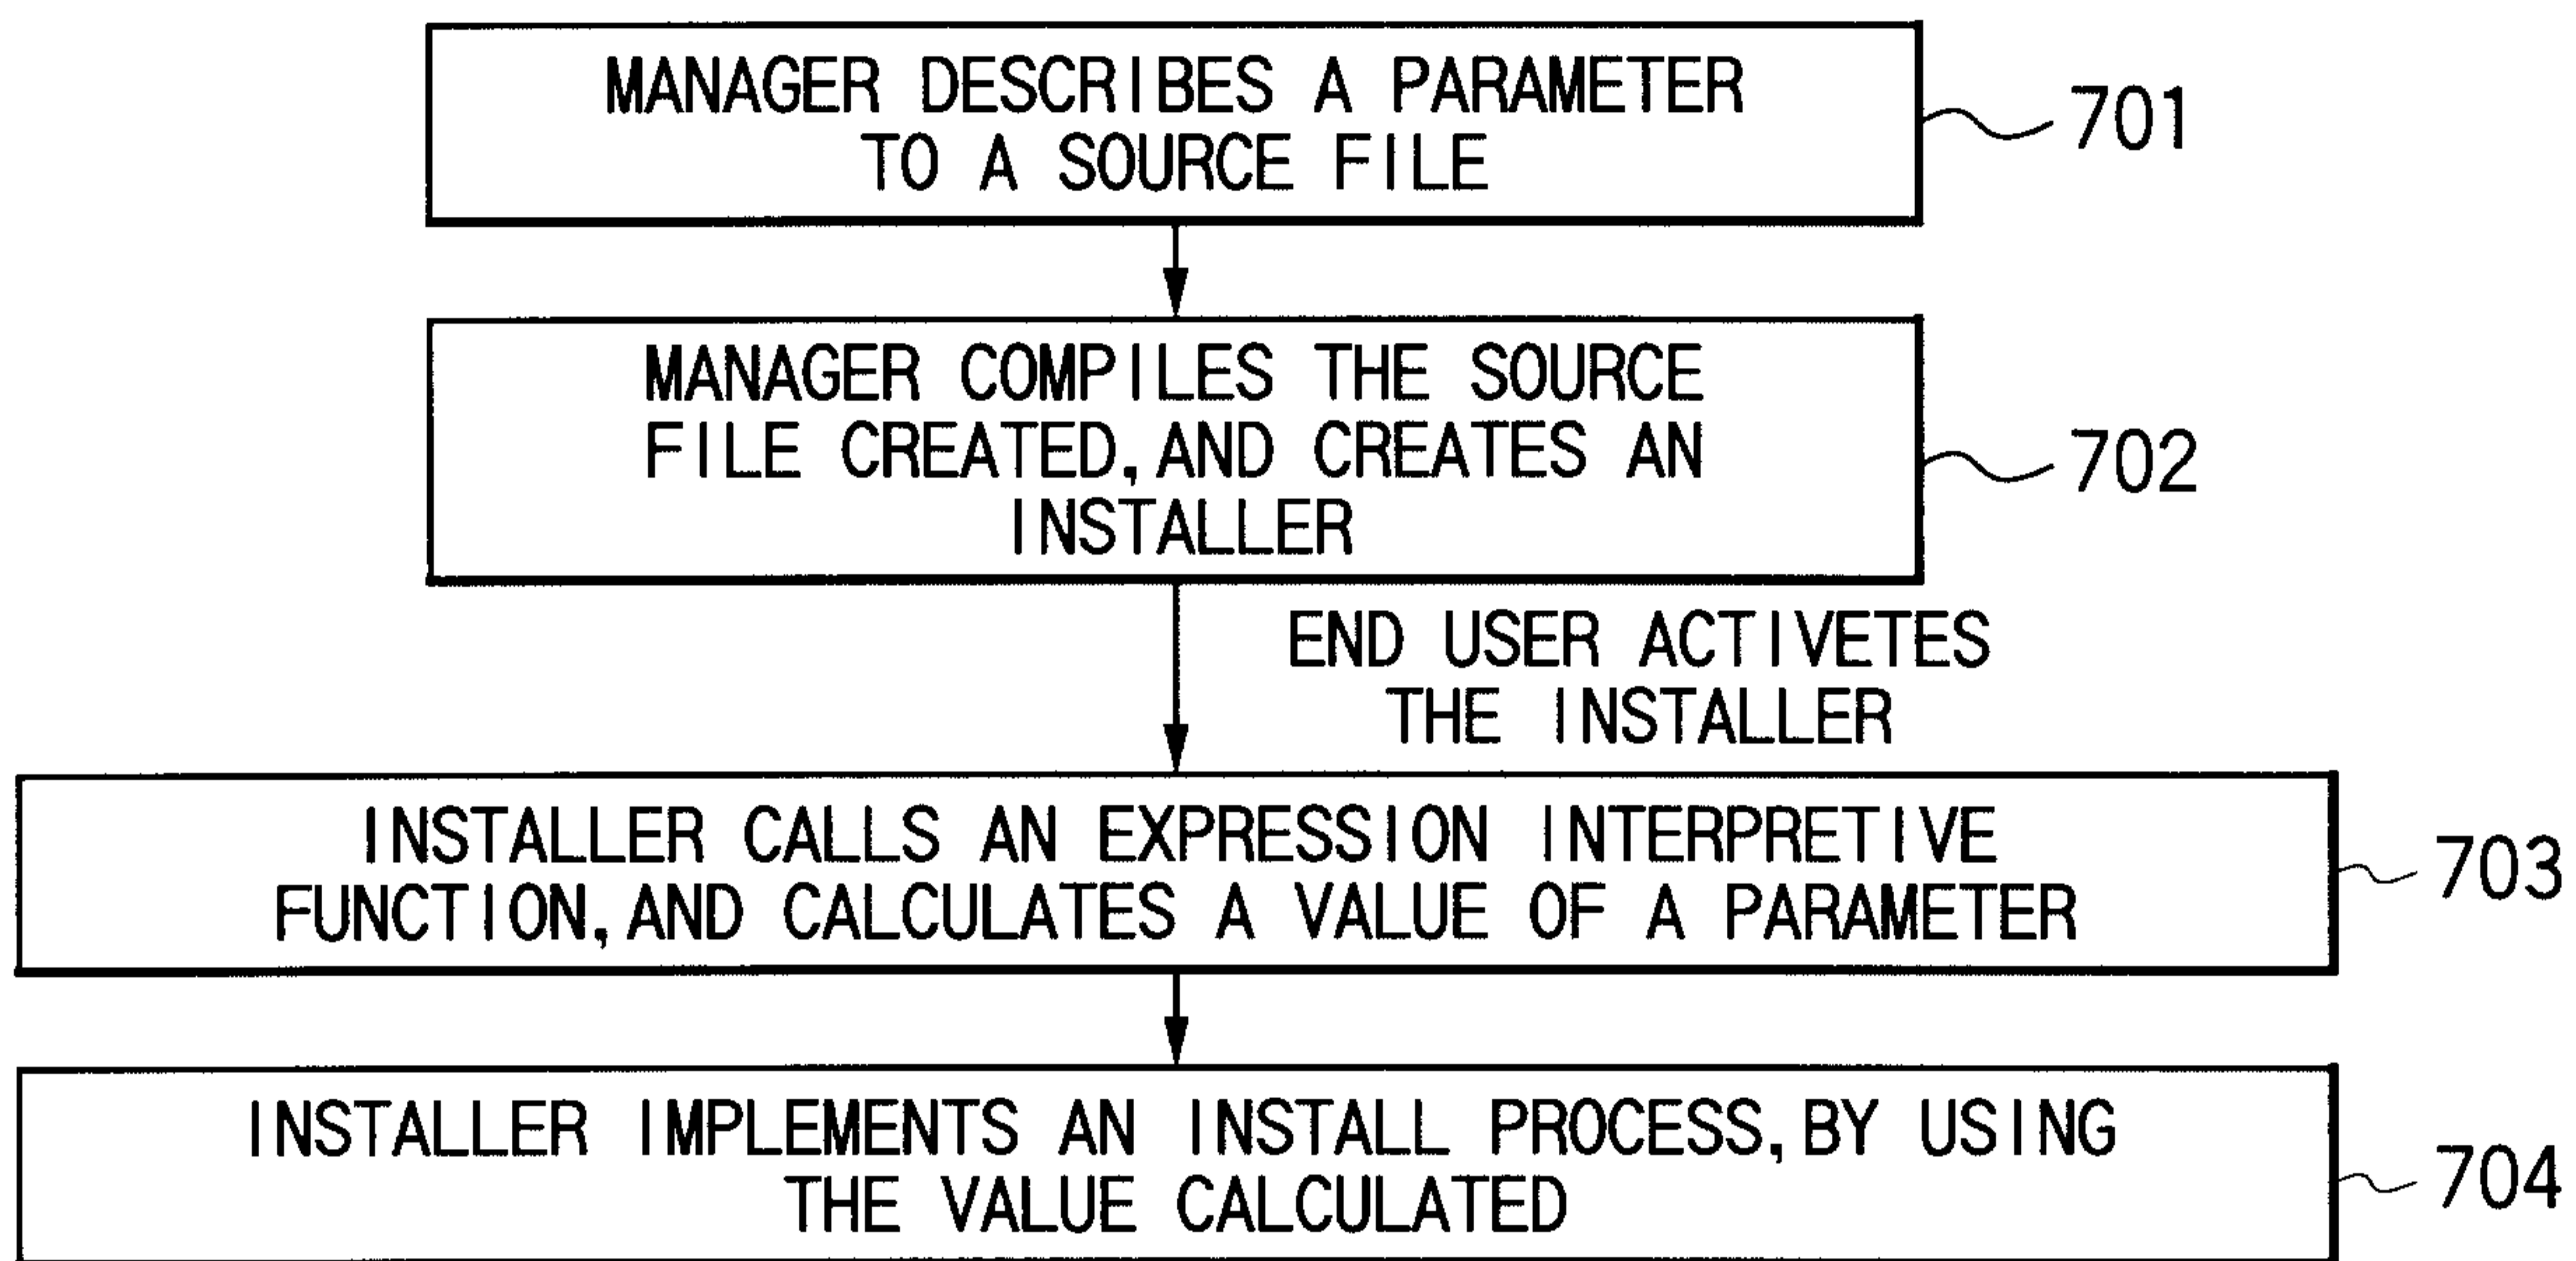 MANAGER DESCRIBES A PARAMETER
TO A SOURCE FILE
701
MANAGER COMPILES THE SOURCE
FILE CREATED, AND CREATES AN
INSTALLER
702
END USER ACTIVETES
THE INSTALLER
INSTALLER CALLS AN EXPRESSION INTERPRETIVE
FUNCTION, AND CALCULATES A VALUE OF A PARAMETER
703
INSTALLER IMPLEMENTS AN INSTALL PROCESS, BY USING
THE VALUE CALCULATED
704